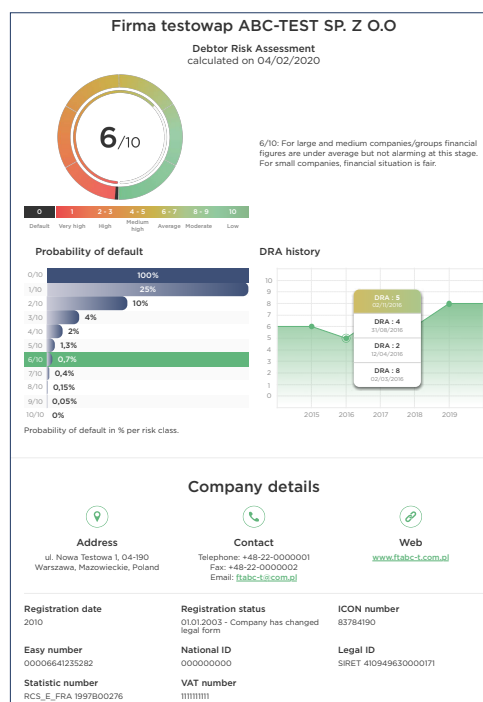 Firma testowap ABC-TEST SP. Z O.O
Debtor Risk Assessment
calculated on 04/02/2020
6/10
6/10: For large and medium companies/groups financial
figures are under average but not alarming at this stage.
For small companies, financial situation is fair.
0 1 2 - 3 4 - 5 6 - 7 8 - 9 10
Default Very high High Medium high Average Moderate Low
Probability of default
0/10 100%
1/10 25%
2/10 10%
3/10 4%
4/10 2%
5/10 1,3%
6/10 0,7%
7/10 0,4%
8/10 0,15%
9/10 0,05%
10/10 0%
Probability of default in % per risk class.
DRA history
10
9
8
7
6
5
4
3
2
1
0
DRA : 5
02/11/2016
DRA : 4
31/08/2016
DRA : 2
12/04/2016
DRA : 8
02/03/2016
2015 2016 2017 2018 2019
Company details
Address
ul. Nowa Testowa 1, 04-190
Warszawa, Mazowieckie, Poland
Contact
Telephone: +48-22-0000001
Fax: +48-22-0000002
Email: ftabc-t@com.pl
Web
www.ftabc-t.com.pl
Registration date
2010
Registration status
01.01.2003 - Company has changed
legal form
ICON number
83784190
Easy number
00006641235282
National ID
000000000
Legal ID
SIRET 410949630000171
Statistic number
RCS_E_FRA 1997B00276
VAT number
1111111111